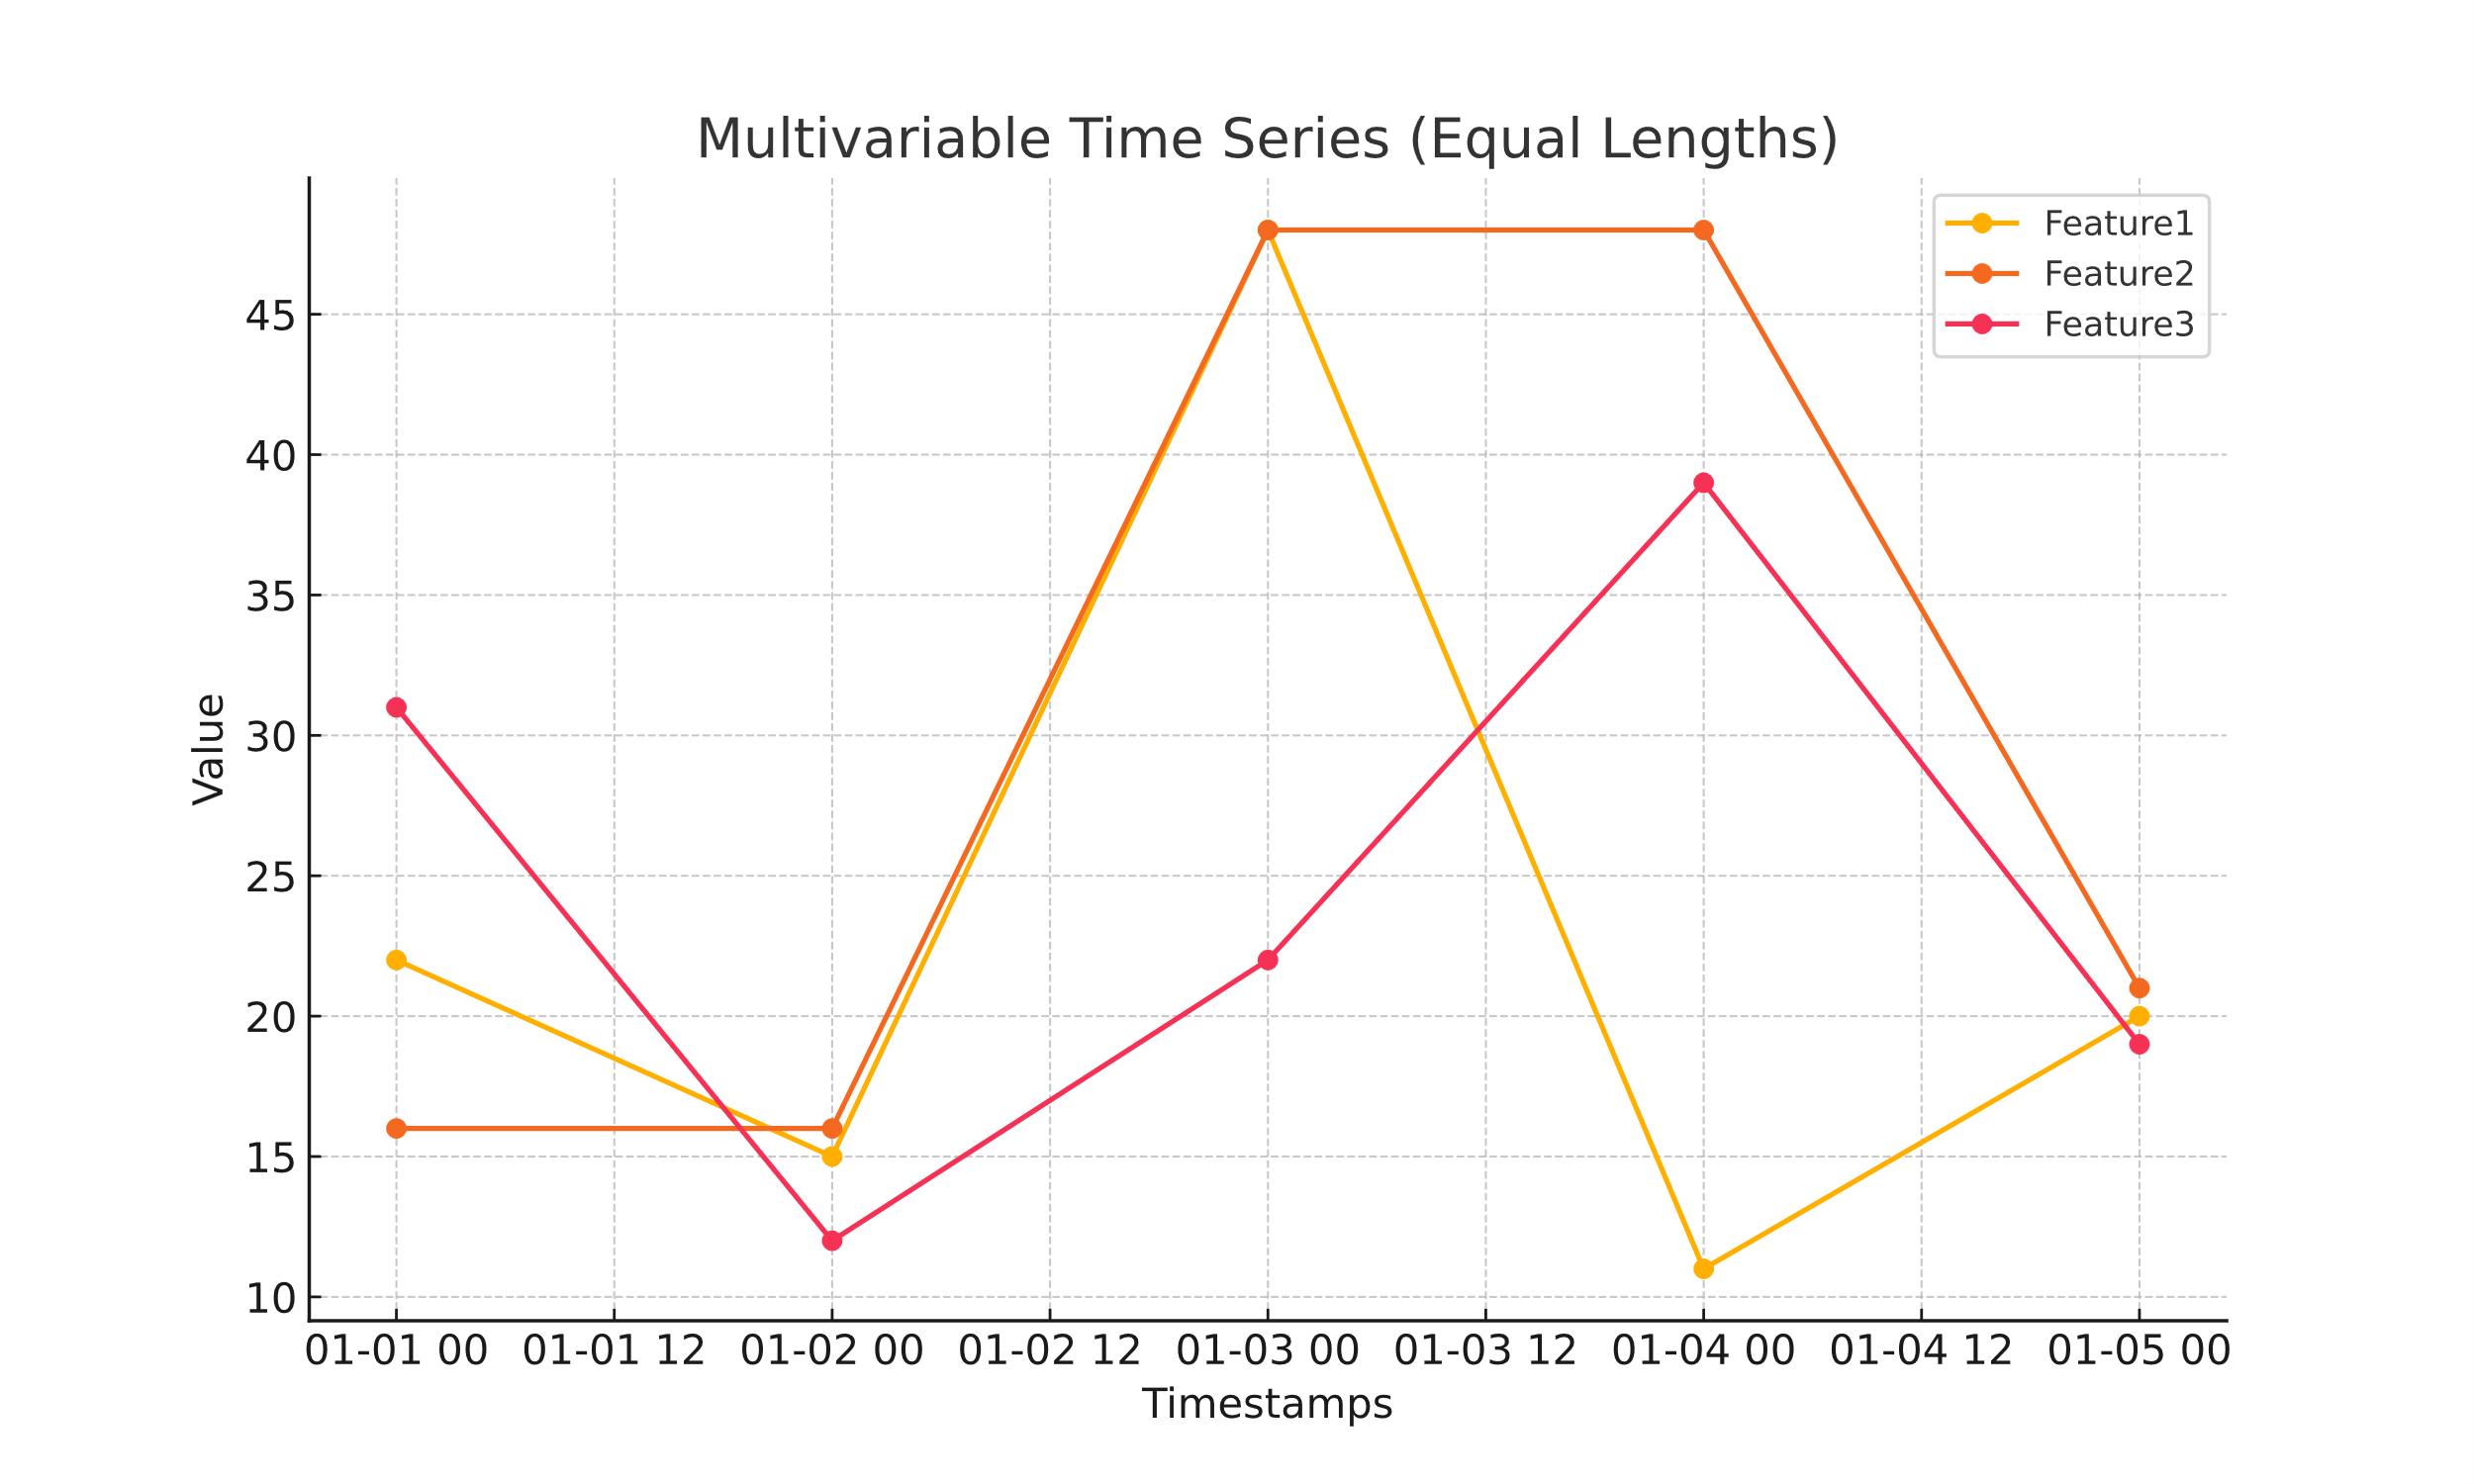 Multivariable Time Series (Equal Lengths)
Feature1
Feature2
Feature3
Value
45
40
35
30
25
20
15
10
01-01 00 01-01 12 01-02 00 01-02 12 01-03 00 01-03 12 01-04 00 01-04 12 01-05 00
Timestamps